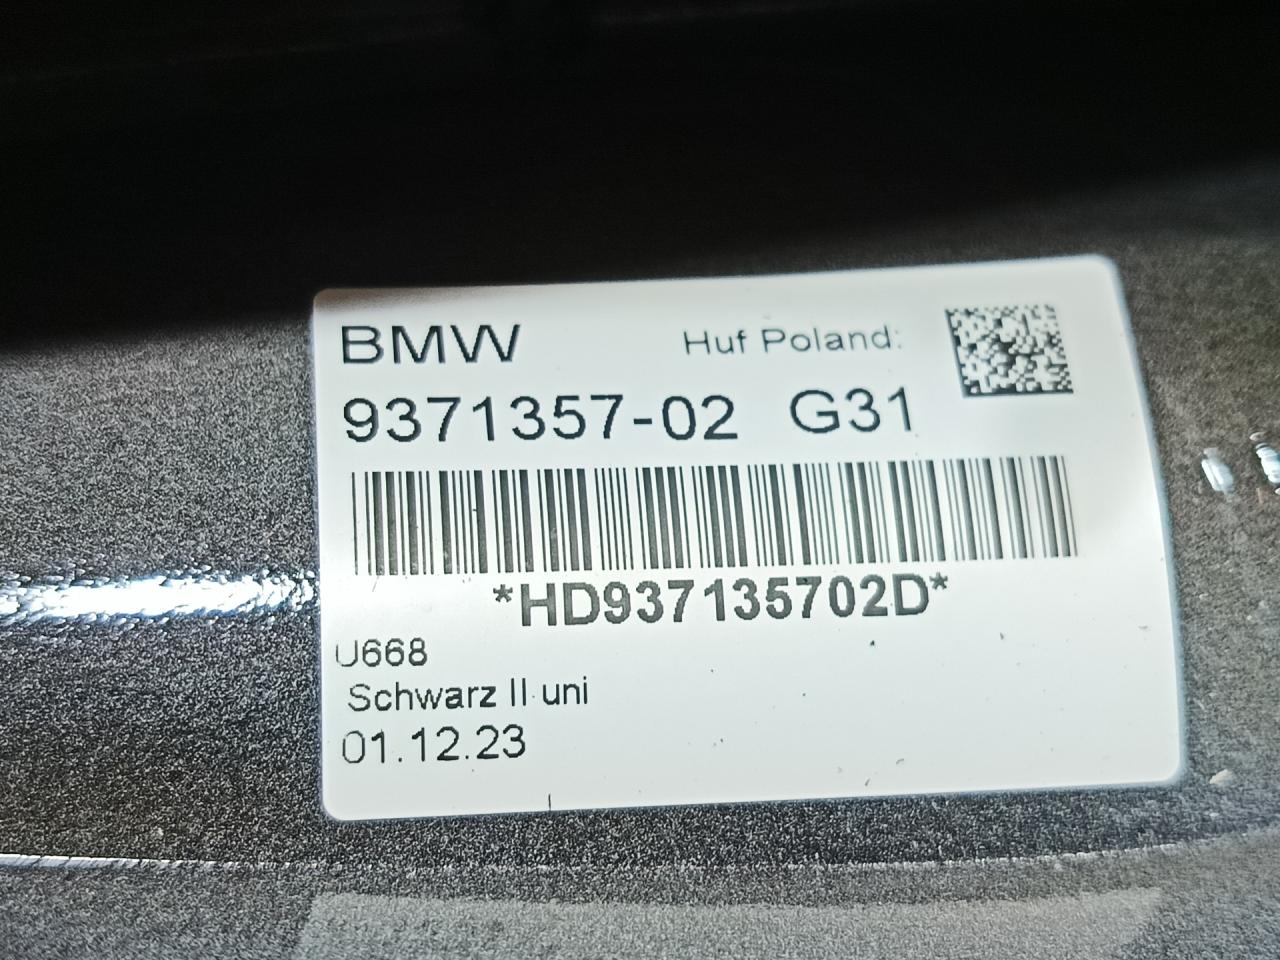 BMW Huf Poland:
9371357-02 G31
*HD937135702D*
U668
Schwarz II uni
01.12.23